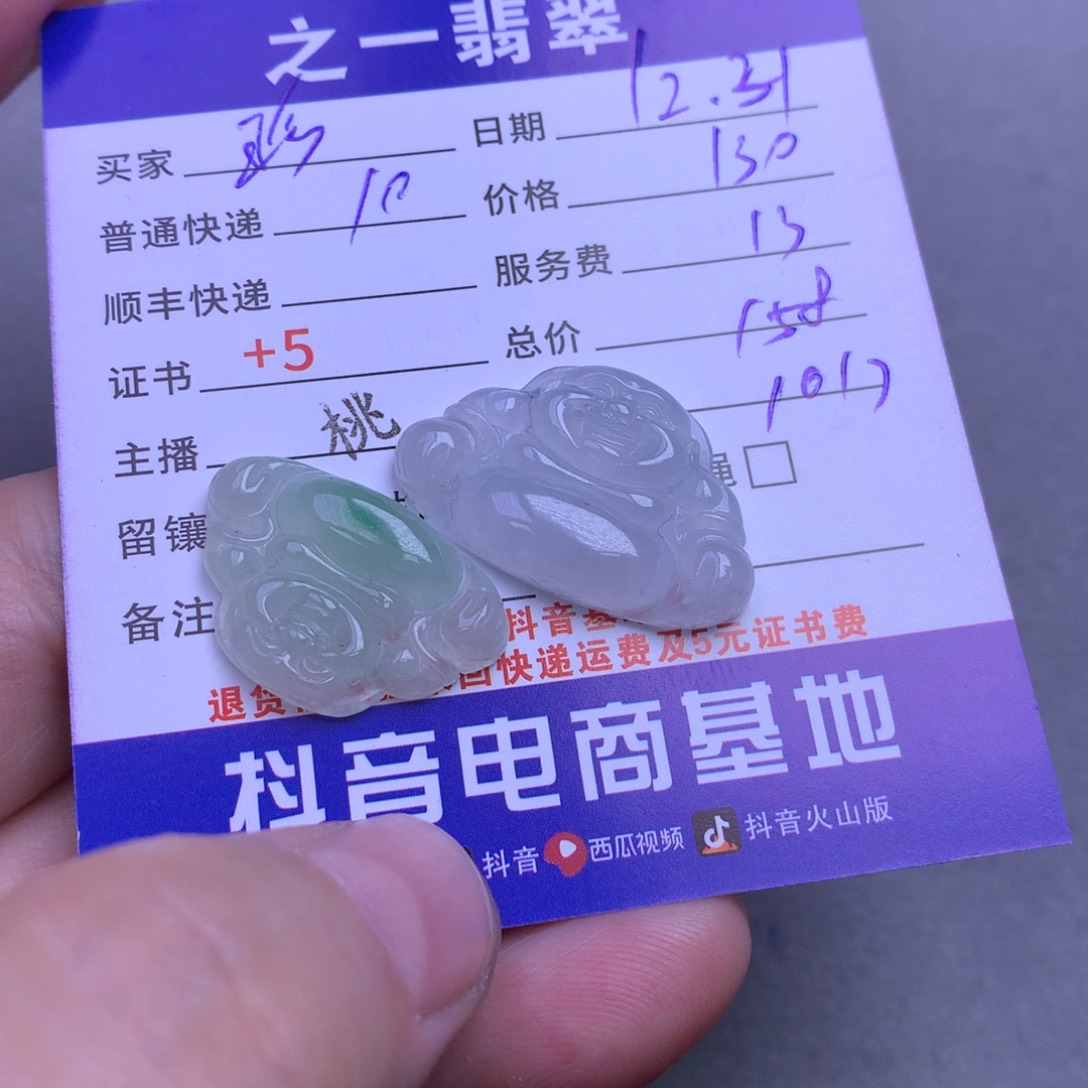 之一翡翠
买家 日期 12.31
普通快递 10 价格 130
顺丰快递 服务费 13
证书 +5 总价 158
主播 桃 1017
留镶 绳
备注
抖音基
退货 回快递运费及5元证书费
抖音电商基地
抖音 西瓜视频 抖音火山版